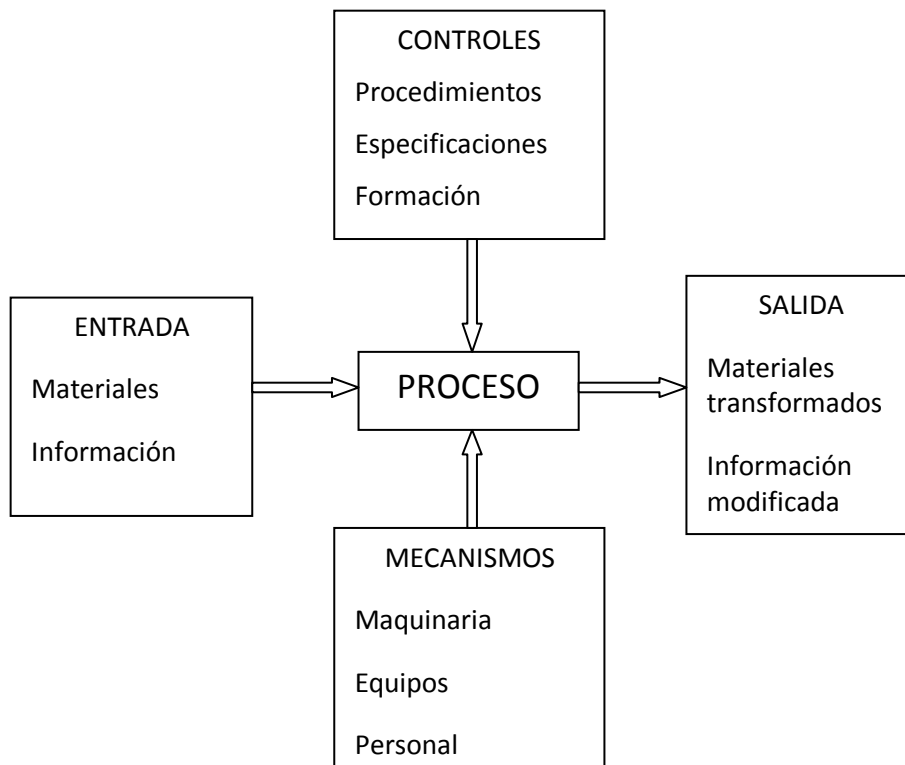 CONTROLES
Procedimientos
Especificaciones
Formación
ENTRADA
Materiales
Información
PROCESO
SALIDA
Materiales
transformados
Información
modificada
MECANISMOS
Maquinaria
Equipos
Personal